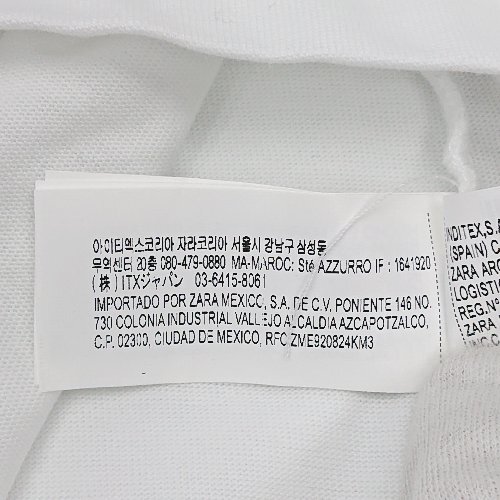 아이티엑스코리아 자라코리아 서울시 강남구 삼성동
무역센터 20층 080-479-0880 MA-MAROC: Sté AZZURRO IF : 1641920
(株) ITXジャパン 03-6415-8061
IMPORTADO POR ZARA MEXICO, S.A. DE C.V, PONIENTE 146 NO.
730 COLONIA INDUSTRIAL VALLEJO ALCALDIA AZCAPOTZALCO,
C.P. 02300, CIUDAD DE MEXICO, RFC ZME920824KM3
INDITEX,S.
(SPAIN) C
ZARA ARG
LOGISTI
REG.Nº
ZARA